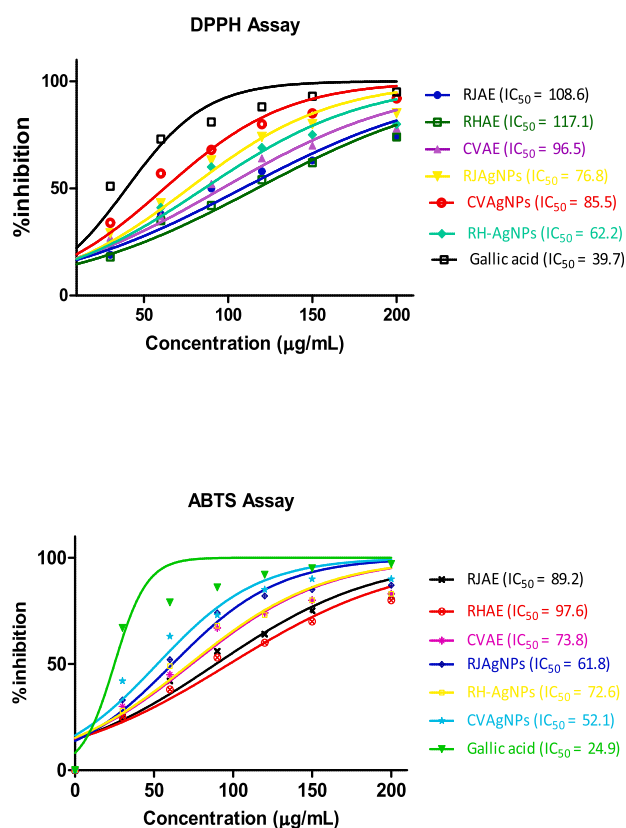 DPPH Assay
100
50
0
%inhibition
50
100
150
200
Concentration (µg/mL)
RJAE (IC50 = 108.6)
RHAE (IC50 = 117.1)
CVAE (IC50 = 96.5)
RJAgNPs (IC50 = 76.8)
CVAgNPs (IC50 = 85.5)
RH-AgNPs (IC50 = 62.2)
Gallic acid (IC50 = 39.7)
ABTS Assay
100
50
0
%inhibition
0
50
100
150
200
Concentration (µg/mL)
RJAE (IC50 = 89.2)
RHAE (IC50 = 97.6)
CVAE (IC50 = 73.8)
RJAgNPs (IC50 = 61.8)
RH-AgNPs (IC50 = 72.6)
CVAgNPs (IC50 = 52.1)
Gallic acid (IC50 = 24.9)